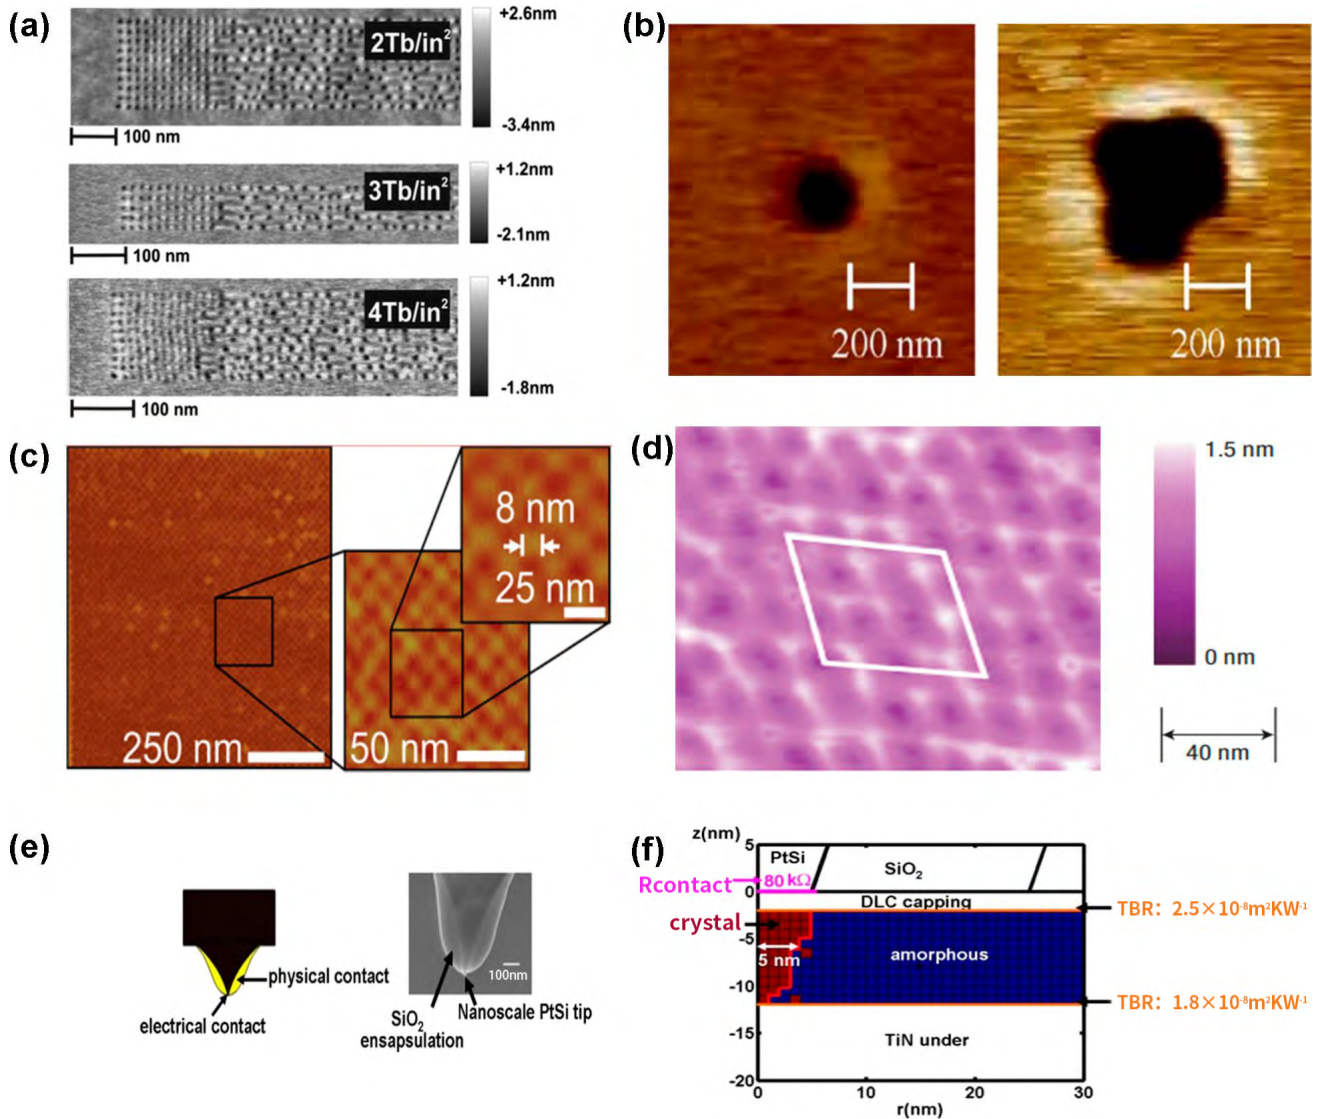 (a)
2Tb/in²
+2.6nm
-3.4nm
100 nm
3Tb/in²
+1.2nm
-2.1nm
100 nm
4Tb/in²
+1.2nm
-1.8nm
100 nm
(b)
200 nm
200 nm
(c)
8 nm
25 nm
250 nm
50 nm
(d)
1.5 nm
0 nm
40 nm
(e)
physical contact
electrical contact
100nm
SiO₂
ensapsulation
Nanoscale PtSi tip
(f)
z(nm)
5
PtSi
SiO₂
Rcontact
80 kΩ
0
DLC capping
TBR: 2.5×10⁻⁸m²KW⁻¹
crystal
-5
5 nm
amorphous
-10
TBR: 1.8×10⁻⁸m²KW⁻¹
-15
TiN under
-20
0
10
20
30
r(nm)